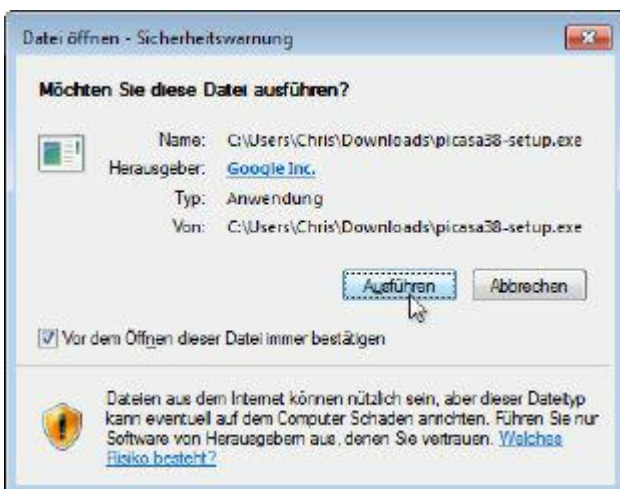 Datei öffnen - Sicherheitswarnung
Möchten Sie diese Datei ausführen?
Name: C:\Users\Chris\Downloads\picasa38-setup.exe
Herausgeber: Google Inc.
Typ: Anwendung
Von: C:\Users\Chris\Downloads\picasa38-setup.exe
Ausführen Abbrechen
Vor dem Öffnen dieser Datei immer bestätigen
Dateien aus dem Internet können nützlich sein, aber dieser Dateityp
kann eventuell auf dem Computer Schaden anrichten. Führen Sie nur
Software von Herausgebern aus, denen Sie vertrauen. Welches
Risiko besteht?